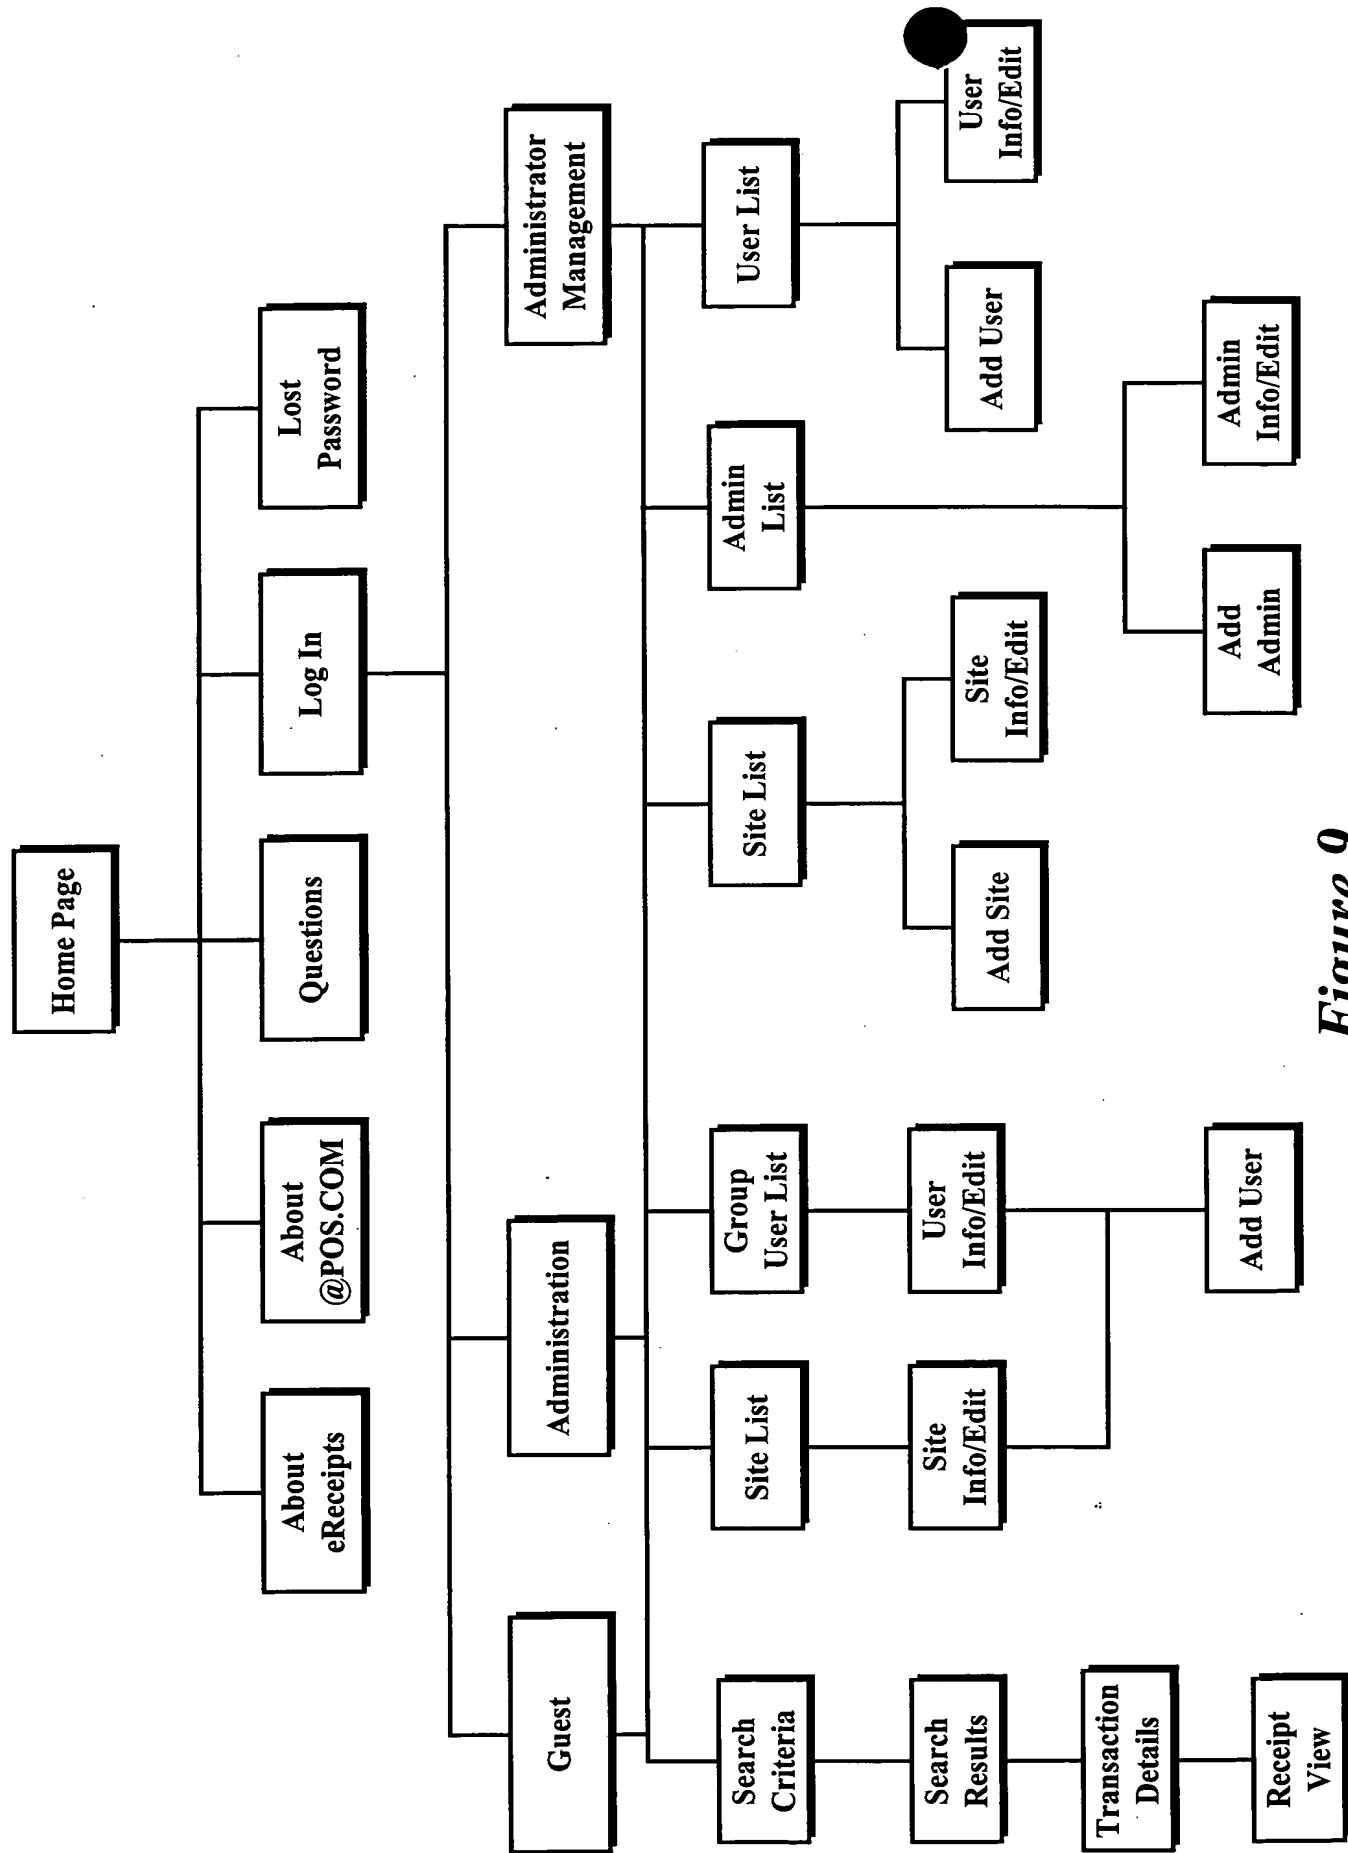 Home Page
About
eReceipts
About
@POS.COM
Questions
Log In
Lost
Password
Guest
Administration
Administrator
Management
Search
Criteria
Site List
Group
User List
Site List
Admin
List
User List
Search
Results
Site
Info/Edit
User
Info/Edit
Add Site
Site
Info/Edit
Add User
User
Info/Edit
Transaction
Details
Receipt
View
Add User
Add
Admin
Admin
Info/Edit
Figure 9